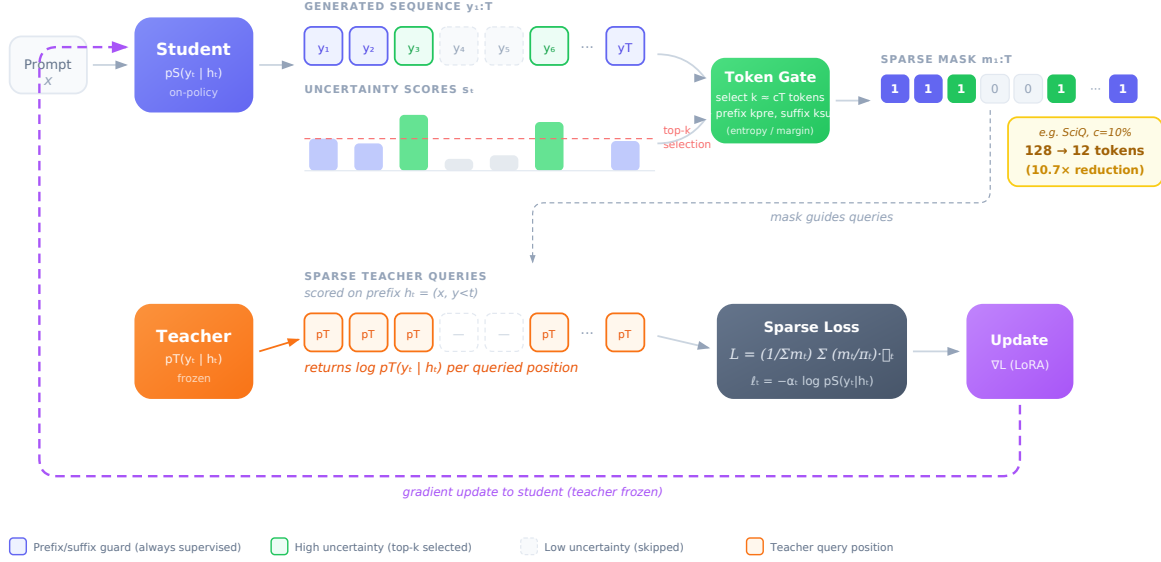 GENERATED SEQUENCE y₁:T
Prompt
x
Student
pS(yₜ | hₜ)
on-policy
y₁ y₂ y₃ y₄ y₅ y₆ ··· yT
UNCERTAINTY SCORES sₜ
top-k
selection
Token Gate
select k ≈ cT tokens
prefix kpre, suffix ksu
(entropy / margin)
SPARSE MASK m₁:T
1 1 1 0 0 1 ··· 1
e.g. SciQ, c=10%
128 → 12 tokens
(10.7× reduction)
mask guides queries
SPARSE TEACHER QUERIES
scored on prefix hₜ = (x, y<t)
Teacher
pT(yₜ | hₜ)
frozen
pT pT pT — — pT ··· pT
returns log pT(yₜ | hₜ) per queried position
Sparse Loss
L = (1/Σmₜ) Σ (mₜ/πₜ)·ₜ
ℓₜ = −αₜ log pS(yₜ|hₜ)
Update
∇L (LoRA)
gradient update to student (teacher frozen)
Prefix/suffix guard (always supervised)
High uncertainty (top-k selected)
Low uncertainty (skipped)
Teacher query position